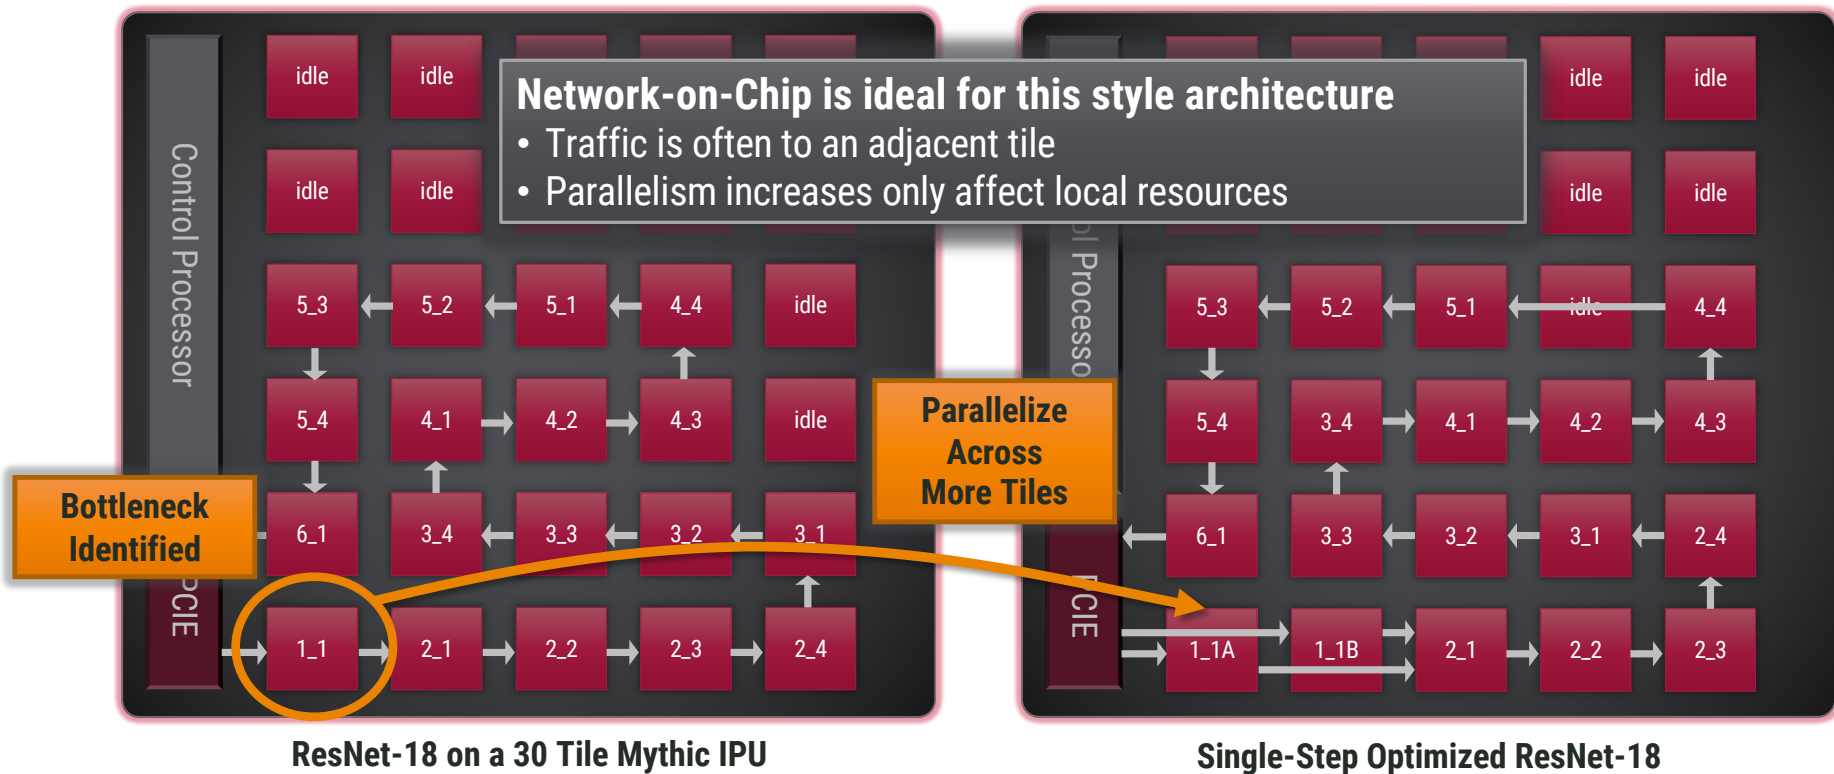 Network-on-Chip is ideal for this style architecture
• Traffic is often to an adjacent tile
• Parallelism increases only affect local resources
Control Processor
PCIE
idle idle
idle idle
5_3 5_2 5_1 4_4 idle
5_4 4_1 4_2 4_3 idle
6_1 3_4 3_3 3_2 3_1
1_1 2_1 2_2 2_3 2_4
Bottleneck
Identified
ResNet-18 on a 30 Tile Mythic IPU
Parallelize
Across
More Tiles
ol Processo
PCIE
idle idle
idle idle
5_3 5_2 5_1 idle 4_4
5_4 3_4 4_1 4_2 4_3
6_1 3_3 3_2 3_1 2_4
1_1A 1_1B 2_1 2_2 2_3
Single-Step Optimized ResNet-18